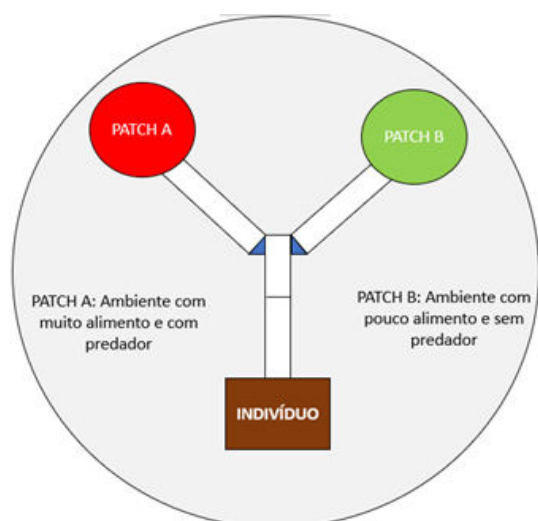 PATCH A
PATCH B
PATCH A: Ambiente com
muito alimento e com
predador
PATCH B: Ambiente com
pouco alimento e sem
predador
INDIVÍDUO